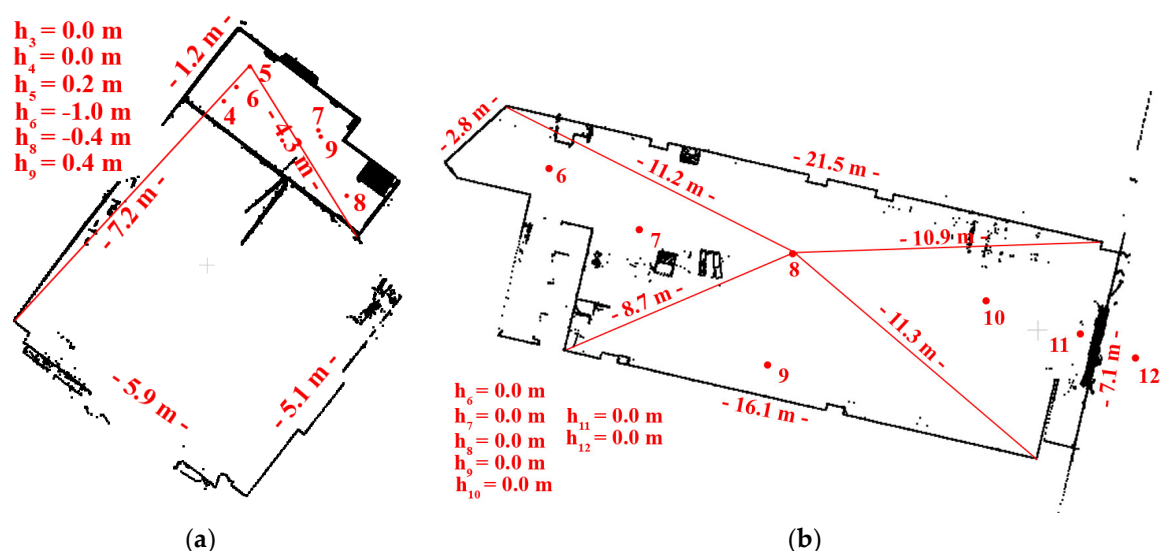 h₃ = 0.0 m
h₄ = 0.0 m
h₅ = 0.2 m
h₆ = -1.0 m
h₈ = -0.4 m
h₉ = 0.4 m
- 1.2 m -
5
6
4
7
9
8
- 4.3 m -
- 7.2 m -
- 5.9 m -
- 5.1 m -
(a)
- 2.8 m -
- 21.5 m -
- 11.2 m -
6
7
8
- 10.9 m -
- 8.7 m -
- 11.3 m -
10
11
12
- 7.1 m -
9
- 16.1 m -
h₆ = 0.0 m
h₇ = 0.0 m
h₈ = 0.0 m
h₉ = 0.0 m
h₁₀ = 0.0 m
h₁₁ = 0.0 m
h₁₂ = 0.0 m
(b)